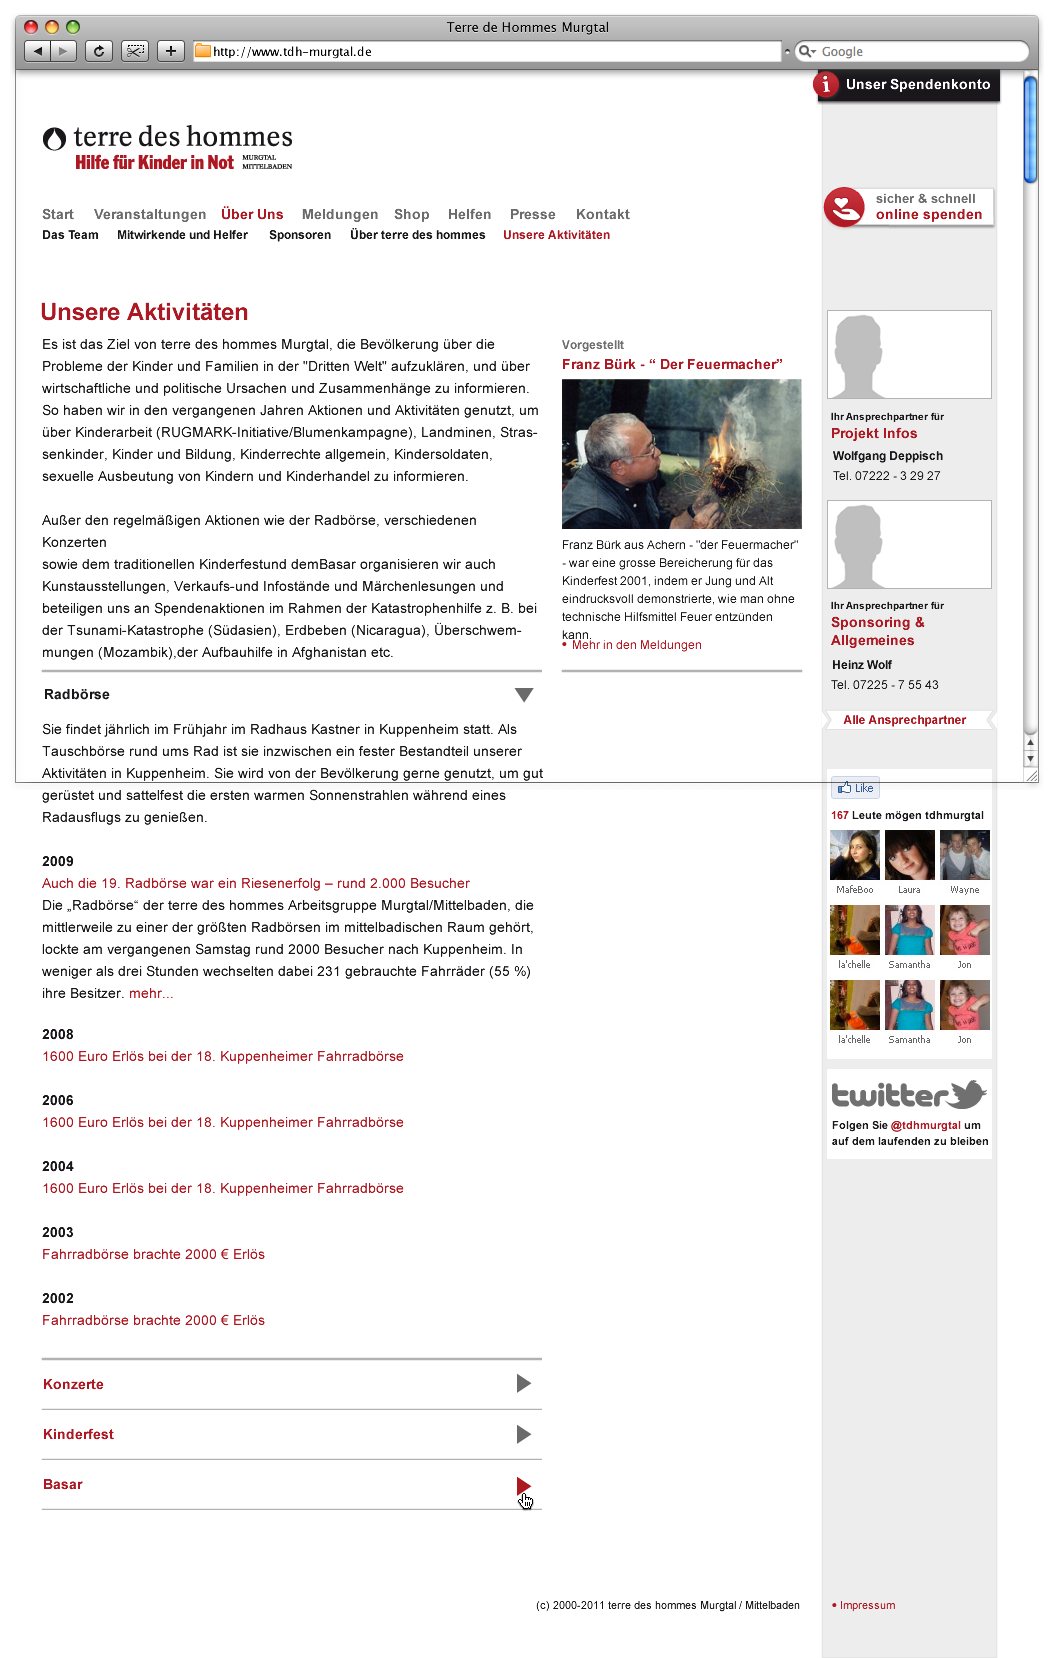 Terre de Hommes Murgtal
http://www.tdh-murgtal.de
Google
Unser Spendenkonto
terre des hommes
Hilfe für Kinder in Not
MURGTAL
MITTELBADEN
sicher & schnell
online spenden
Start Veranstaltungen Über Uns Meldungen Shop Helfen Presse Kontakt
Das Team Mitwirkende und Helfer Sponsoren Über terre des hommes Unsere Aktivitäten
Unsere Aktivitäten
Es ist das Ziel von terre des hommes Murgtal, die Bevölkerung über die
Probleme der Kinder und Familien in der "Dritten Welt" aufzuklären, und über
wirtschaftliche und politische Ursachen und Zusammenhänge zu informieren.
So haben wir in den vergangenen Jahren Aktionen und Aktivitäten genutzt, um
über Kinderarbeit (RUGMARK-Initiative/Blumenkampagne), Landminen, Stras-
senkinder, Kinder und Bildung, Kinderrechte allgemein, Kindersoldaten,
sexuelle Ausbeutung von Kindern und Kinderhandel zu informieren.
Außer den regelmäßigen Aktionen wie der Radbörse, verschiedenen
Konzerten
sowie dem traditionellen Kinderfestund demBasar organisieren wir auch
Kunstausstellungen, Verkaufs-und Infostände und Märchenlesungen und
beteiligen uns an Spendenaktionen im Rahmen der Katastrophenhilfe z. B. bei
der Tsunami-Katastrophe (Südasien), Erdbeben (Nicaragua), Überschwem-
mungen (Mozambik),der Aufbauhilfe in Afghanistan etc.
Vorgestellt
Franz Bürk - “ Der Feuermacher”
Franz Bürk aus Achern - "der Feuermacher"
- war eine grosse Bereicherung für das
Kinderfest 2001, indem er Jung und Alt
eindrucksvoll demonstrierte, wie man ohne
technische Hilfsmittel Feuer entzünden
kann.
• Mehr in den Meldungen
Ihr Ansprechpartner für
Projekt Infos
Wolfgang Deppisch
Tel. 07222 - 3 29 27
Ihr Ansprechpartner für
Sponsoring &
Allgemeines
Heinz Wolf
Tel. 07225 - 7 55 43
Alle Ansprechpartner
Radbörse
Sie findet jährlich im Frühjahr im Radhaus Kastner in Kuppenheim statt. Als
Tauschbörse rund ums Rad ist sie inzwischen ein fester Bestandteil unserer
Aktivitäten in Kuppenheim. Sie wird von der Bevölkerung gerne genutzt, um gut
gerüstet und sattelfest die ersten warmen Sonnenstrahlen während eines
Radausflugs zu genießen.
2009
Auch die 19. Radbörse war ein Riesenerfolg – rund 2.000 Besucher
Die „Radbörse“ der terre des hommes Arbeitsgruppe Murgtal/Mittelbaden, die
mittlerweile zu einer der größten Radbörsen im mittelbadischen Raum gehört,
lockte am vergangenen Samstag rund 2000 Besucher nach Kuppenheim. In
weniger als drei Stunden wechselten dabei 231 gebrauchte Fahrräder (55 %)
ihre Besitzer. mehr...
2008
1600 Euro Erlös bei der 18. Kuppenheimer Fahrradbörse
2006
1600 Euro Erlös bei der 18. Kuppenheimer Fahrradbörse
2004
1600 Euro Erlös bei der 18. Kuppenheimer Fahrradbörse
2003
Fahrradbörse brachte 2000 € Erlös
2002
Fahrradbörse brachte 2000 € Erlös
Konzerte
Kinderfest
Basar
Like
167 Leute mögen tdhmurgtal
MafeBoo Laura Wayne
la'chelle Samantha Jon
la'chelle Samantha Jon
twitter
Folgen Sie @tdhmurgtal um
auf dem laufenden zu bleiben
(c) 2000-2011 terre des hommes Murgtal / Mittelbaden
• Impressum